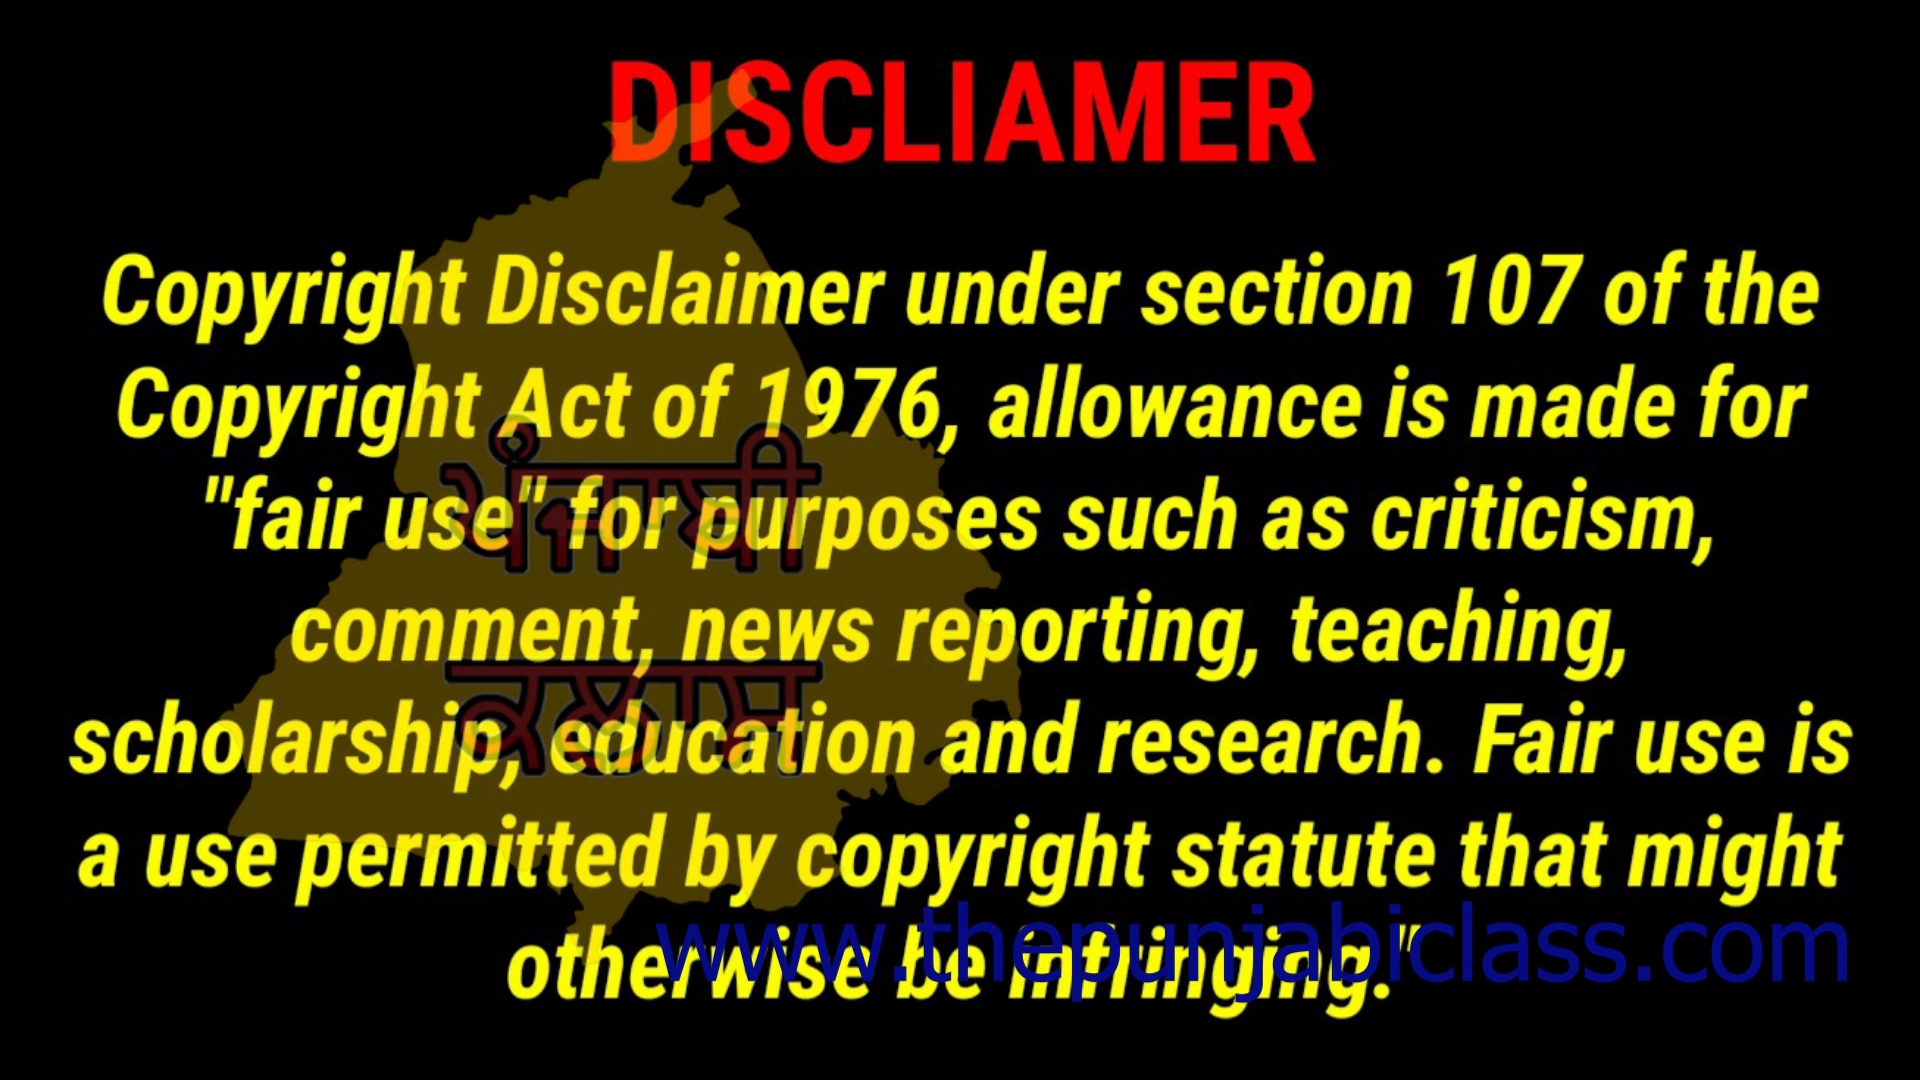 DISCLIAMER
Copyright Disclaimer under section 107 of the
Copyright Act of 1976, allowance is made for
"fair use" for purposes such as criticism,
ਪੰਜਾਬੀ
comment, news reporting, teaching,
ਕਲਾਸ
scholarship, education and research. Fair use is
a use permitted by copyright statute that might
otherwise be infringing."
www.thepunjabiclass.com